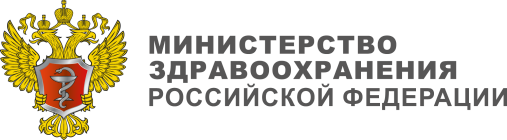 МИНИСТЕРСТВО
ЗДРАВООХРАНЕНИЯ
РОССИЙСКОЙ ФЕДЕРАЦИИ